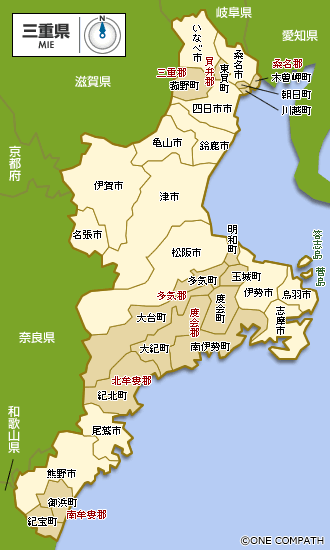 三重県
MIE
岐阜県
愛知県
滋賀県
京都府
奈良県
和歌山県
いなべ市
桑名市
桑名郡
木曽岬町
東員町
員弁郡
三重郡
菰野町
朝日町
川越町
四日市市
亀山市
鈴鹿市
伊賀市
津市
名張市
松阪市
明和町
答志島
菅島
多気町
多気郡
玉城町
伊勢市
鳥羽市
度会町
度会郡
志摩市
大台町
大紀町
南伊勢町
北牟婁郡
紀北町
尾鷲市
熊野市
御浜町
南牟婁郡
紀宝町
©ONE COMPATH